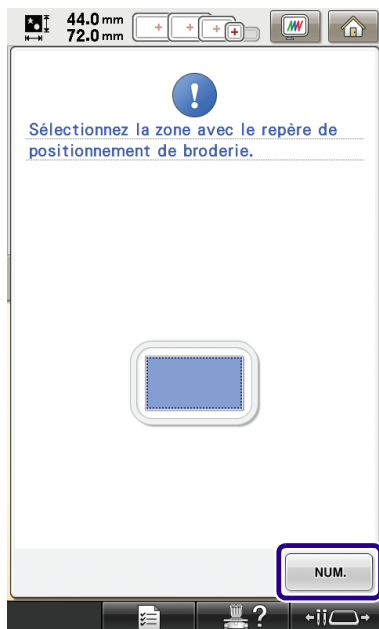 44.0 mm
72.0 mm
Sélectionnez la zone avec le repère de
positionnement de broderie.
NUM.
?